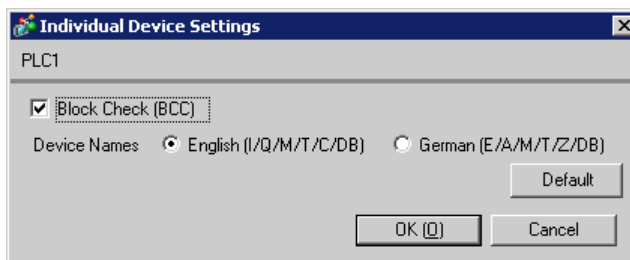 Individual Device Settings
PLC1
Block Check (BCC)
Device Names English (I/Q/M/T/C/DB) German (E/A/M/T/Z/DB)
Default
OK (O) Cancel